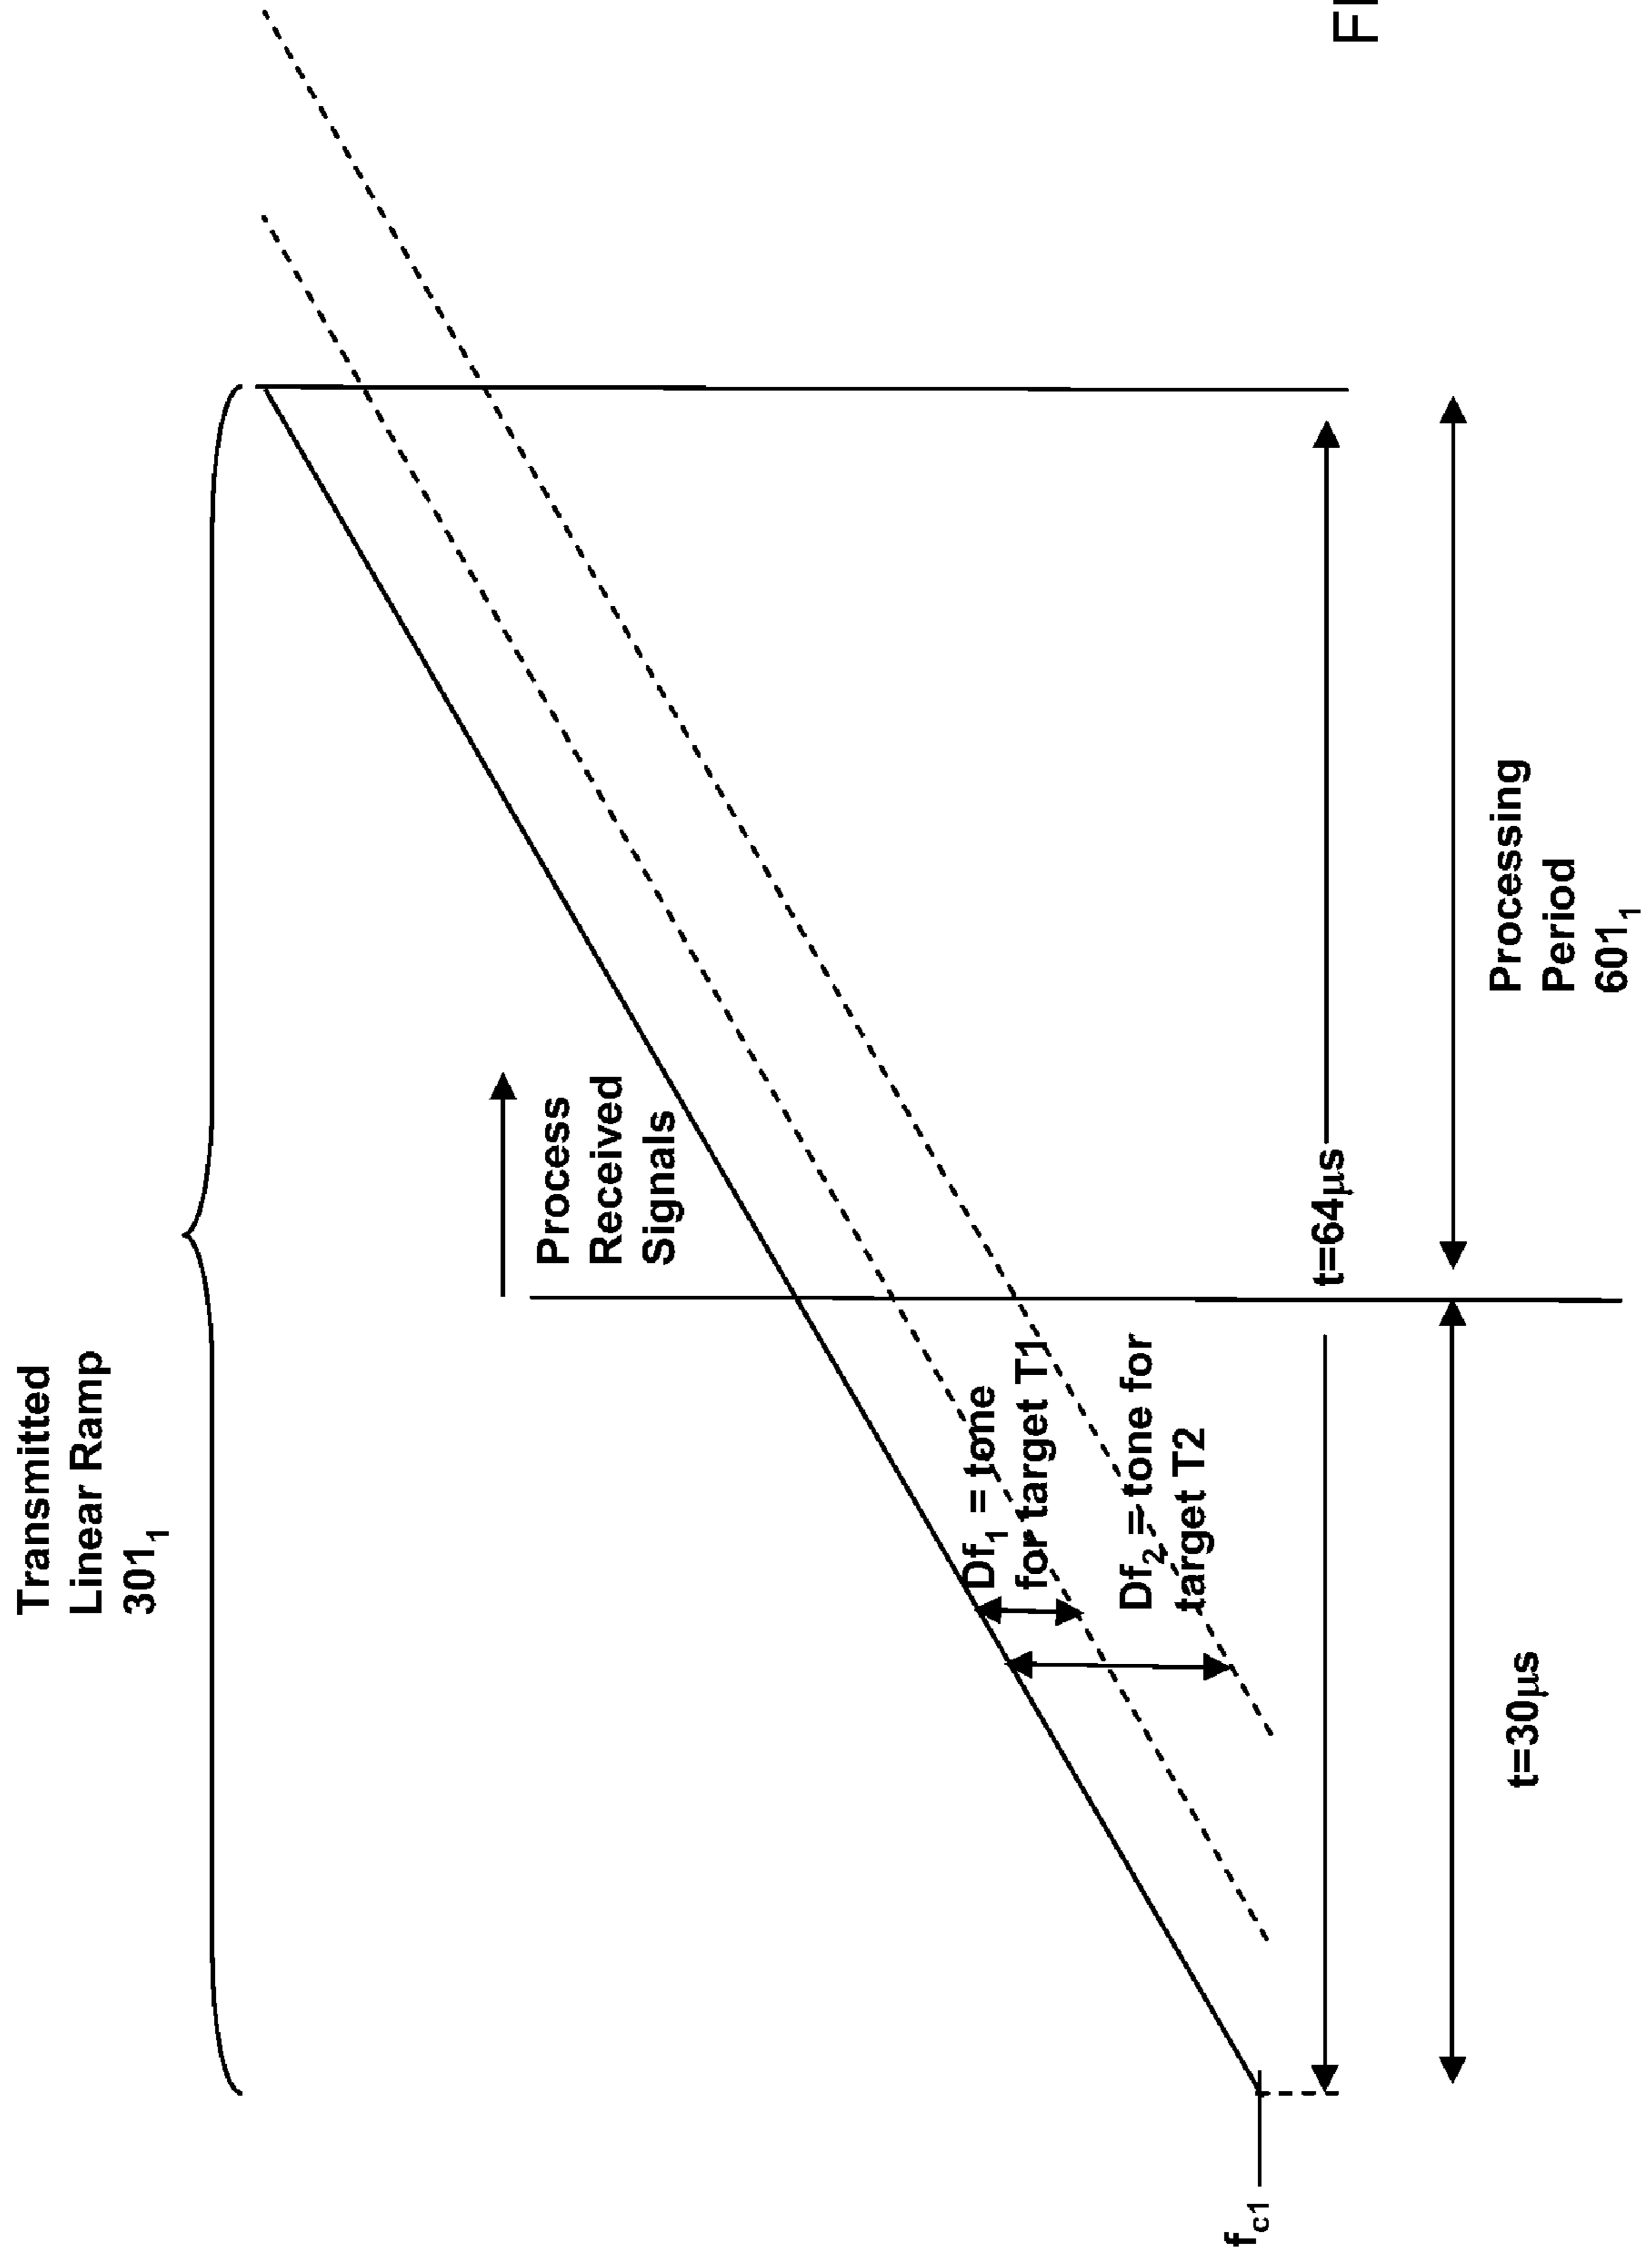 Transmitted
Linear Ramp
301₁
Process
Received
Signals
Df₁ = tone
for target T1
Df₂ = tone for
target T2
f_c1
t=64µs
t=30µs
Processing
Period
601₁